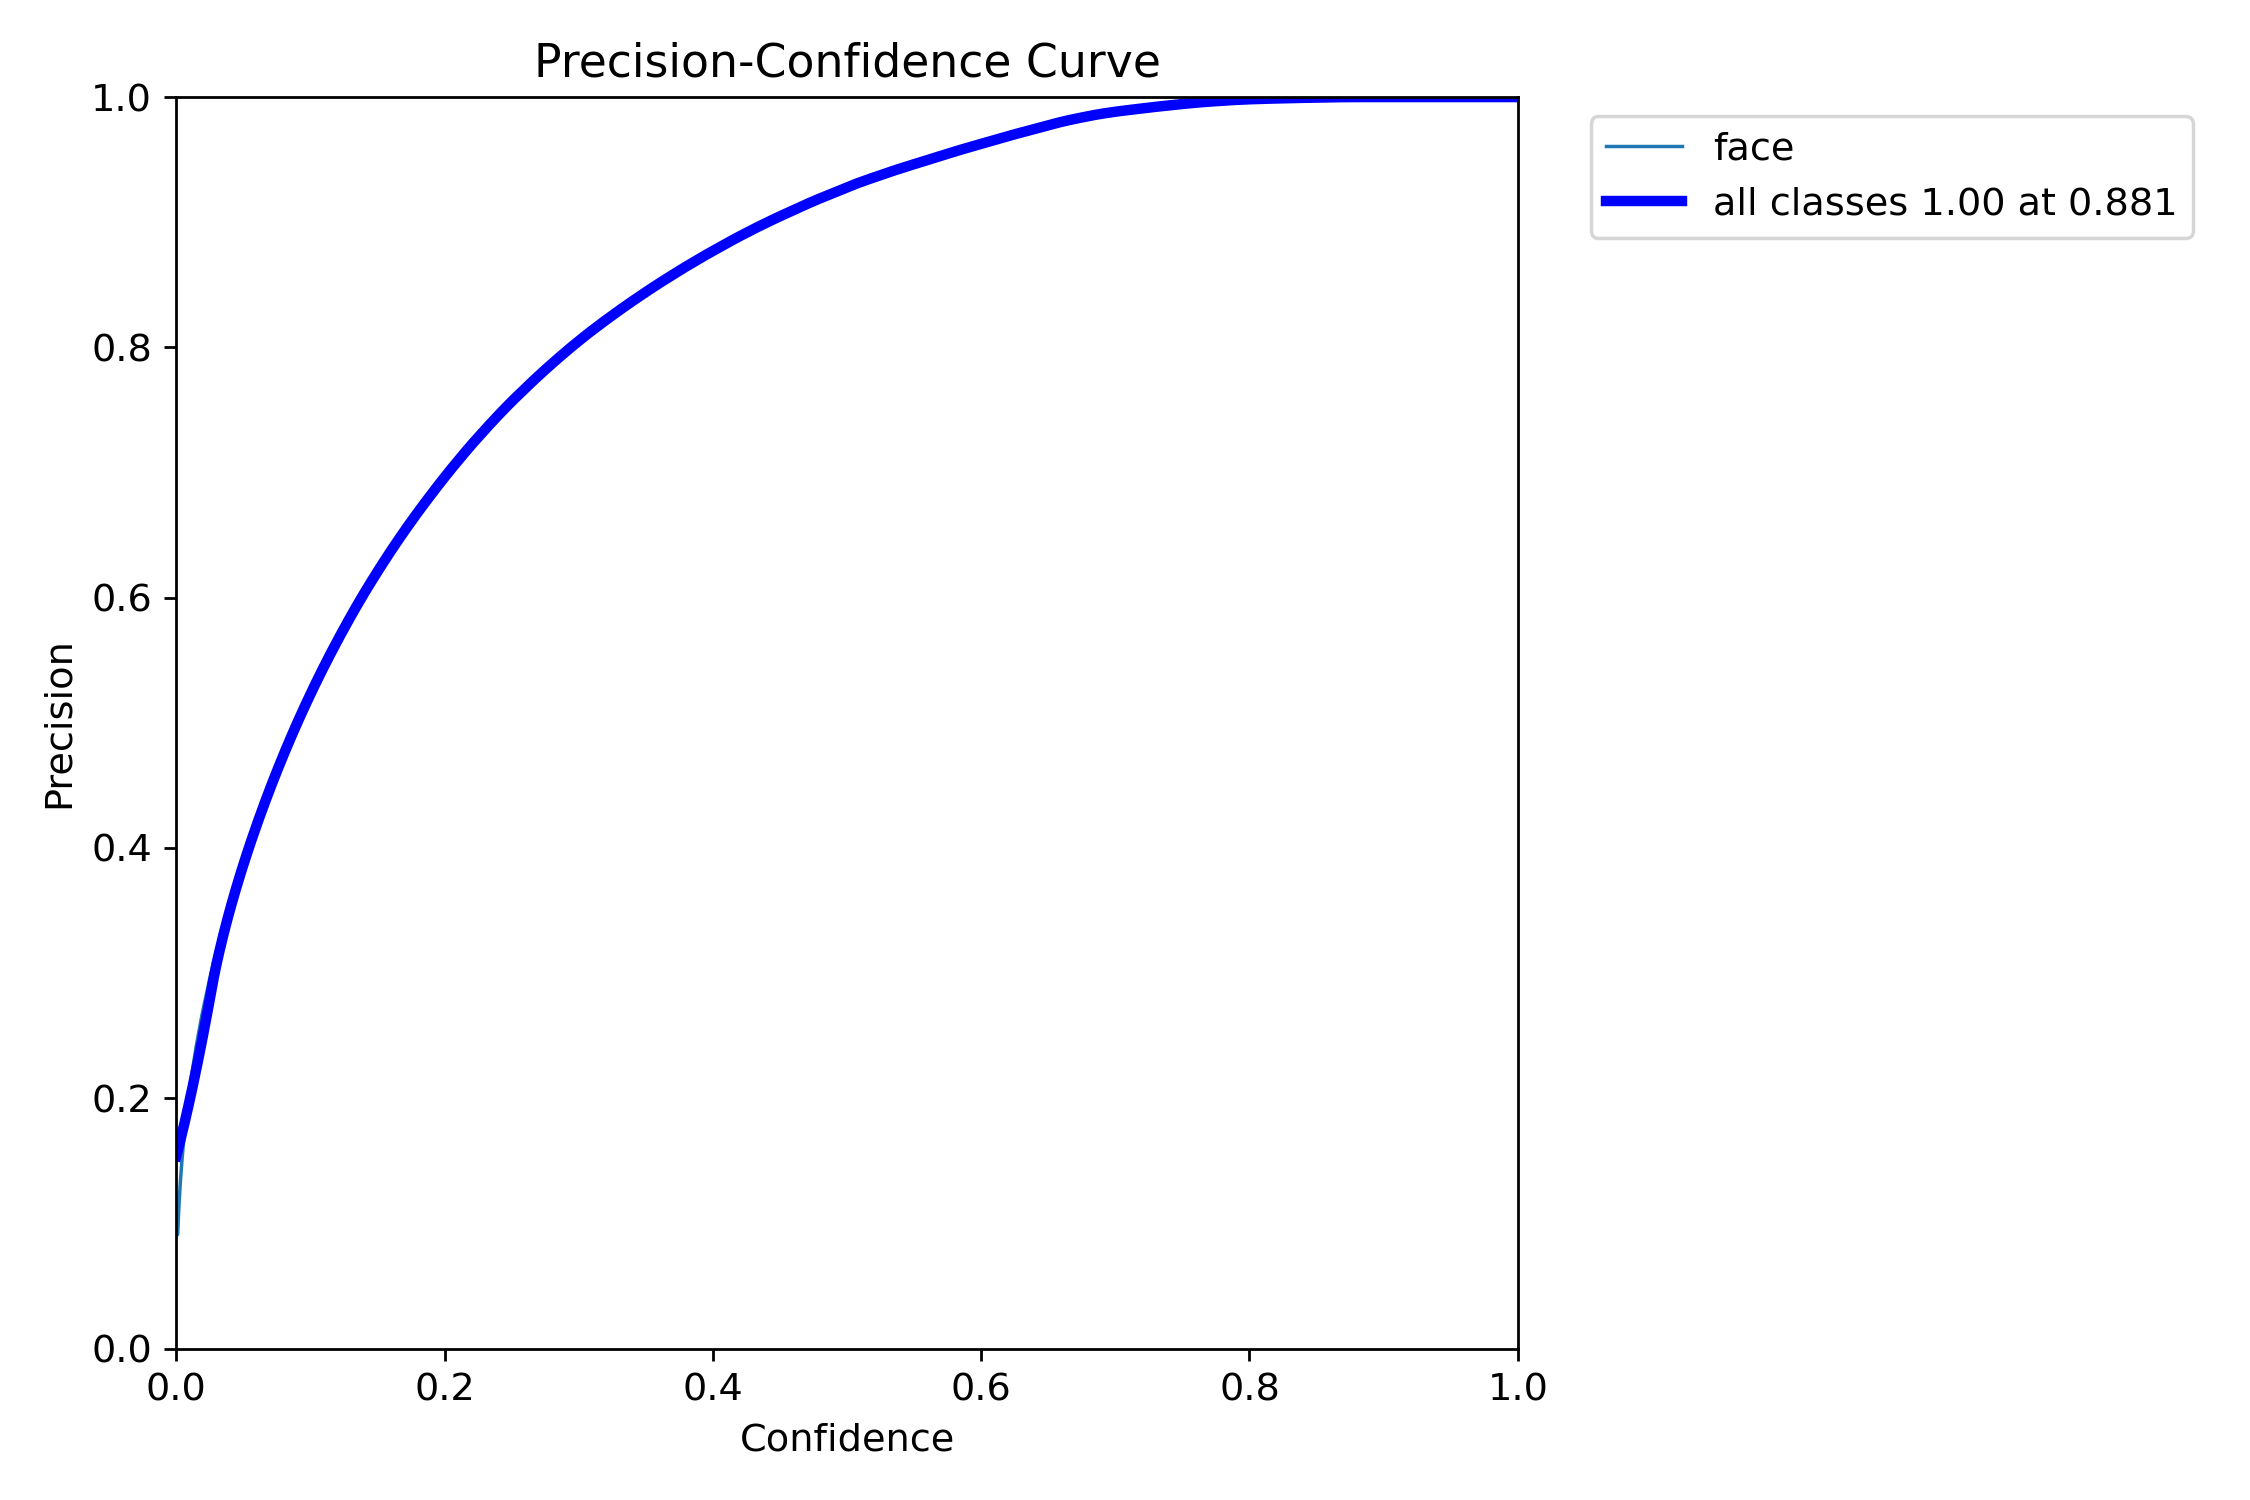 Precision-Confidence Curve
1.0
0.8
0.6
0.4
0.2
0.0
Precision
0.0 0.2 0.4 0.6 0.8 1.0
Confidence
face
all classes 1.00 at 0.881